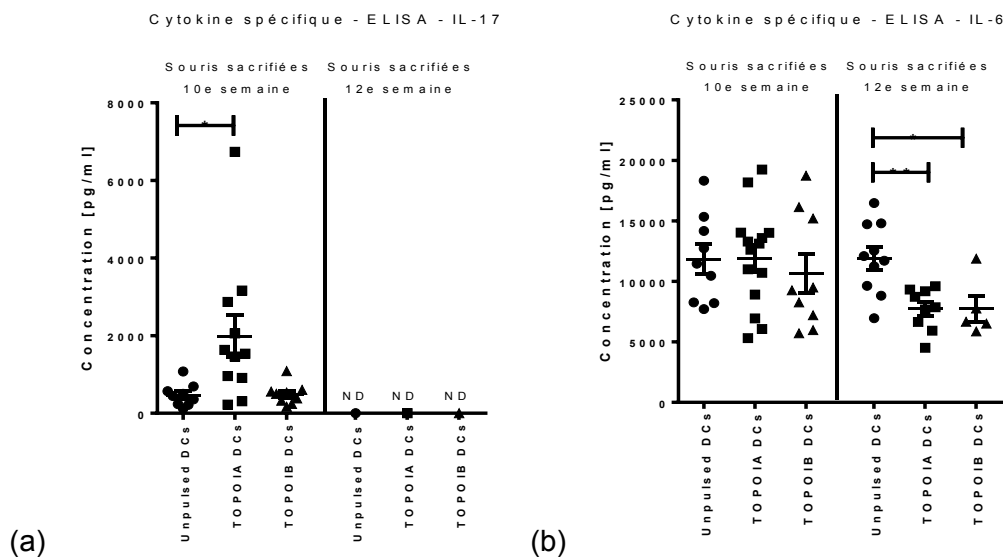 Cytokine spécifique - ELISA - IL-17
Souris sacrifiées
10e semaine
Souris sacrifiées
12e semaine
Concentration [pg/ml]
8000
6000
4000
2000
0
*
ND
ND
ND
Unpulsed DCs
TOPOIA DCs
TOPOIB DCs
Unpulsed DCs
TOPOIA DCs
TOPOIB DCs
(a)
Cytokine spécifique - ELISA - IL-6
Souris sacrifiées
10e semaine
Souris sacrifiées
12e semaine
Concentration [pg/ml]
25000
20000
15000
10000
5000
0
*
**
Unpulsed DCs
TOPOIA DCs
TOPOIB DCs
Unpulsed DCs
TOPOIA DCs
TOPOIB DCs
(b)